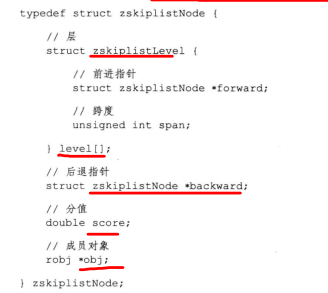 typedef struct zskiplistNode {
// 层
struct zskiplistLevel {
// 前进指针
struct zskiplistNode *forward;
// 跨度
unsigned int span;
} level[];
// 后退指针
struct zskiplistNode *backward;
// 分值
double score;
// 成员对象
robj *obj;
} zskiplistNode;